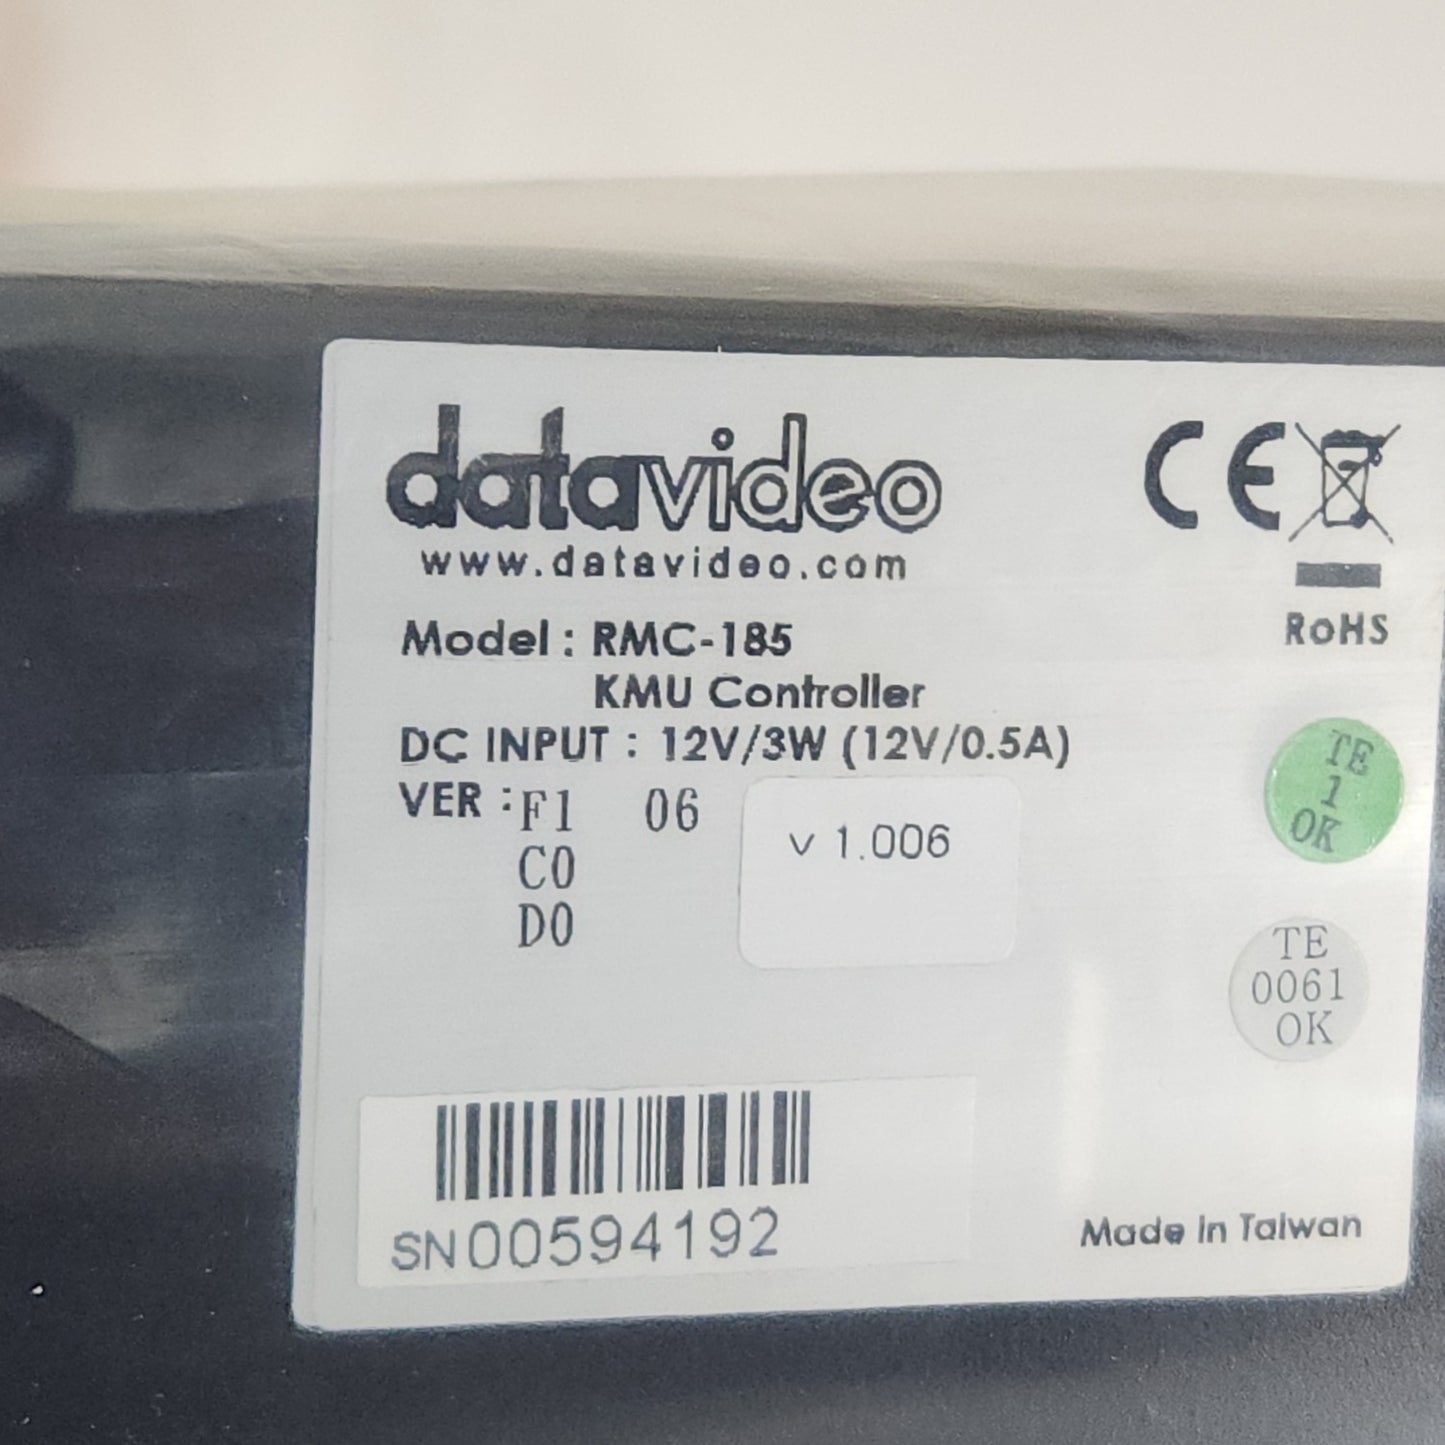 datavideo
www.datavideo.com
CE
RoHS
Model : RMC-185
KMU Controller
DC INPUT : 12V/3W (12V/0.5A)
VER : F1 06
C0
D0
v 1.006
TE
1
OK
TE
0061
OK
SN00594192
Made in Taiwan